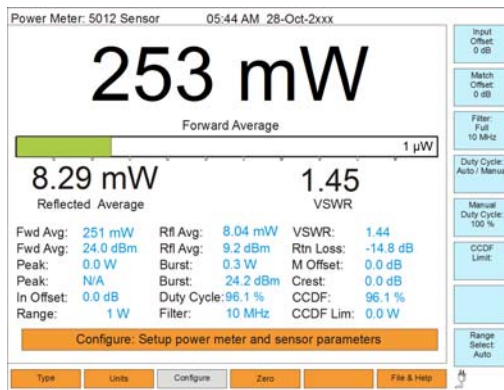 Power Meter: 5012 Sensor 05:44 AM 28-Oct-2xxx
253 mW
Forward Average
1 µW
8.29 mW 1.45
Reflected Average VSWR
Fwd Avg: 251 mW Rfl Avg: 8.04 mW VSWR: 1.44
Fwd Avg: 24.0 dBm Rfl Avg: 9.2 dBm Rtn Loss: -14.8 dB
Peak: 0.0 W Burst: 0.3 W M Offset: 0.0 dB
Peak: N/A Burst: 24.2 dBm Crest: 0.0 dB
In Offset: 0.0 dB Duty Cycle: 96.1 % CCDF: 96.1 %
Range: 1 W Filter: 10 MHz CCDF Lim: 0.0 W
Configure: Setup power meter and sensor parameters
Type Units Configure Zero File & Help
Input
Offset:
0 dB
Match
Offset:
0 dB
Filter:
Full
10 MHz
Duty Cycle:
Auto / Manua
Manual
Duty Cycle:
100 %
CCDF
Limit:
Range
Select:
Auto